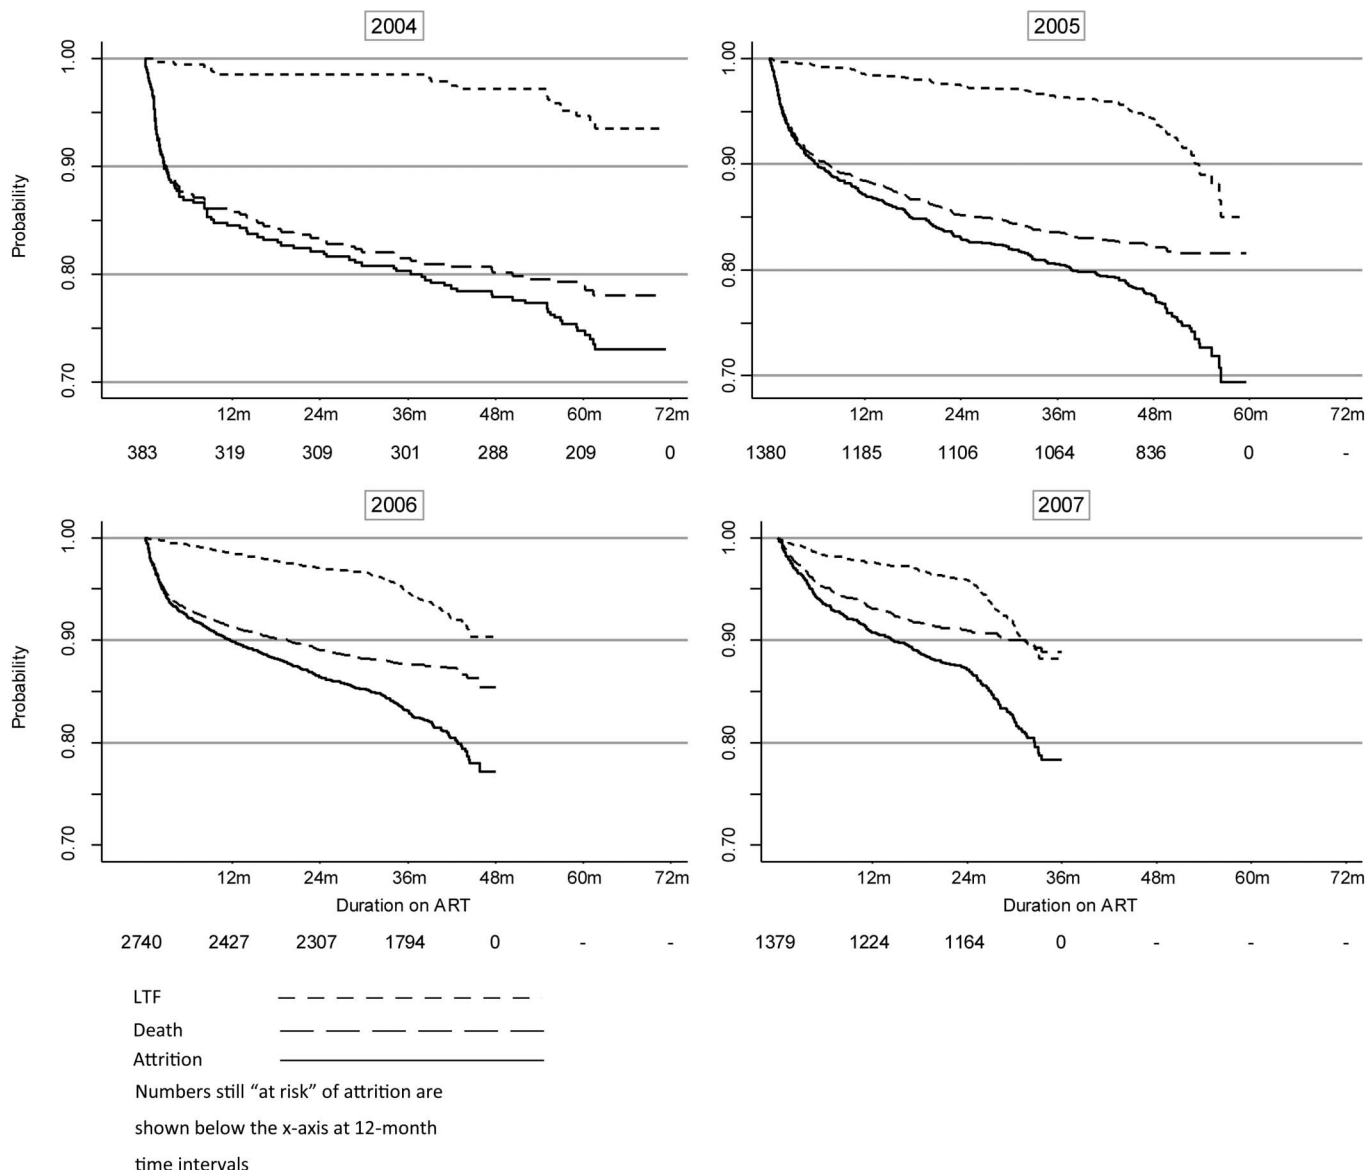 2004
2005
Probability
1.00
0.90
0.80
0.70
1.00
0.90
0.80
0.70
12m 24m 36m 48m 60m 72m
12m 24m 36m 48m 60m 72m
383 319 309 301 288 209 0
1380 1185 1106 1064 836 0 -
2006
2007
Probability
1.00
0.90
0.80
0.70
1.00
0.90
0.80
0.70
12m 24m 36m 48m 60m 72m
12m 24m 36m 48m 60m 72m
Duration on ART
Duration on ART
2740 2427 2307 1794 0 - -
1379 1224 1164 0 - - -
LTF
Death
Attrition
Numbers still “at risk” of attrition are
shown below the x-axis at 12-month
time intervals